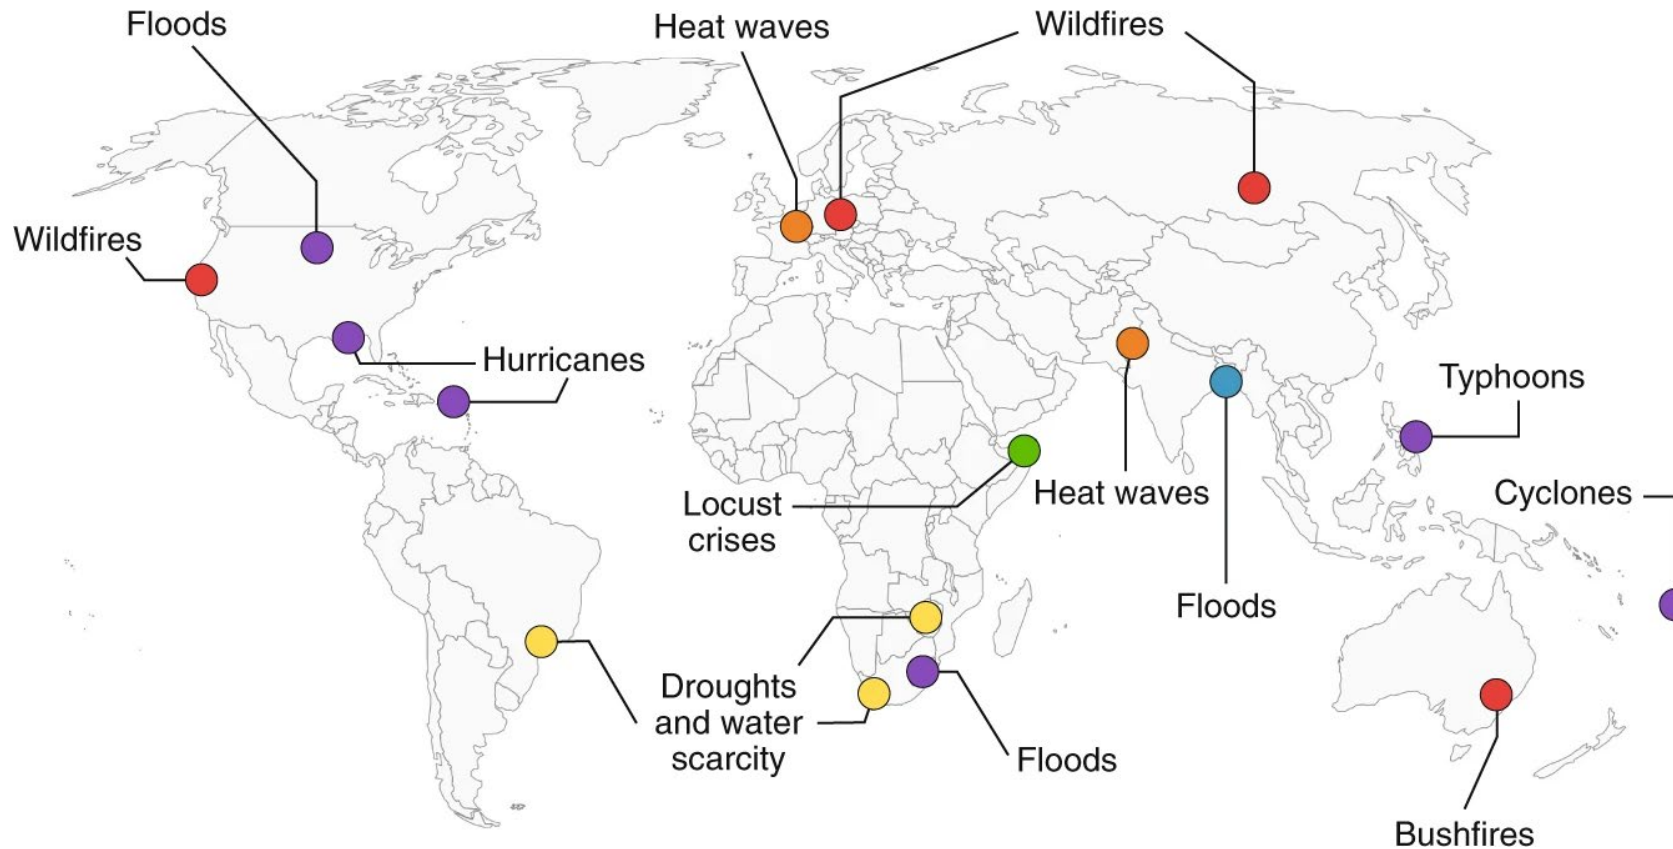 Floods
Heat waves
Wildfires
Wildfires
Hurricanes
Typhoons
Cyclones
Locust
crises
Heat waves
Floods
Droughts
and water
scarcity
Floods
Bushfires